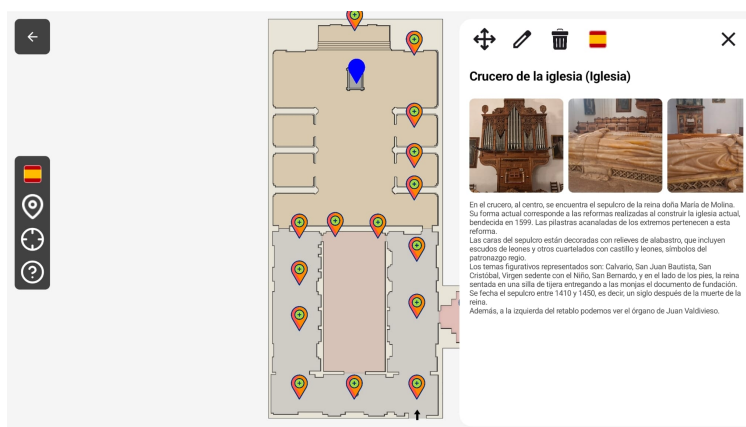 Crucero de la iglesia (Iglesia)
En el crucero, al centro, se encuentra el sepulcro de la reina doña María de Molina.
Su forma actual corresponde a las reformas realizadas al construir la iglesia actual,
bendecida en 1599. Las pilastras acanaladas de los extremos pertenecen a esta
reforma.
Las caras del sepulcro están decoradas con relieves de alabastro, que incluyen
escudos de leones y otros cuartelados con castillo y leones, símbolos del
patronazgo regio.
Los temas figurativos representados son: Calvario, San Juan Bautista, San
Cristóbal, Virgen sedente con el Niño, San Bernardo, y en el lado de los pies, la reina
sentada en una silla de tijera entregando a las monjas el documento de fundación.
Se fecha el sepulcro entre 1410 y 1450, es decir, un siglo después de la muerte de la
reina.
Además, a la izquierda del retablo podemos ver el órgano de Juan Valdivieso.